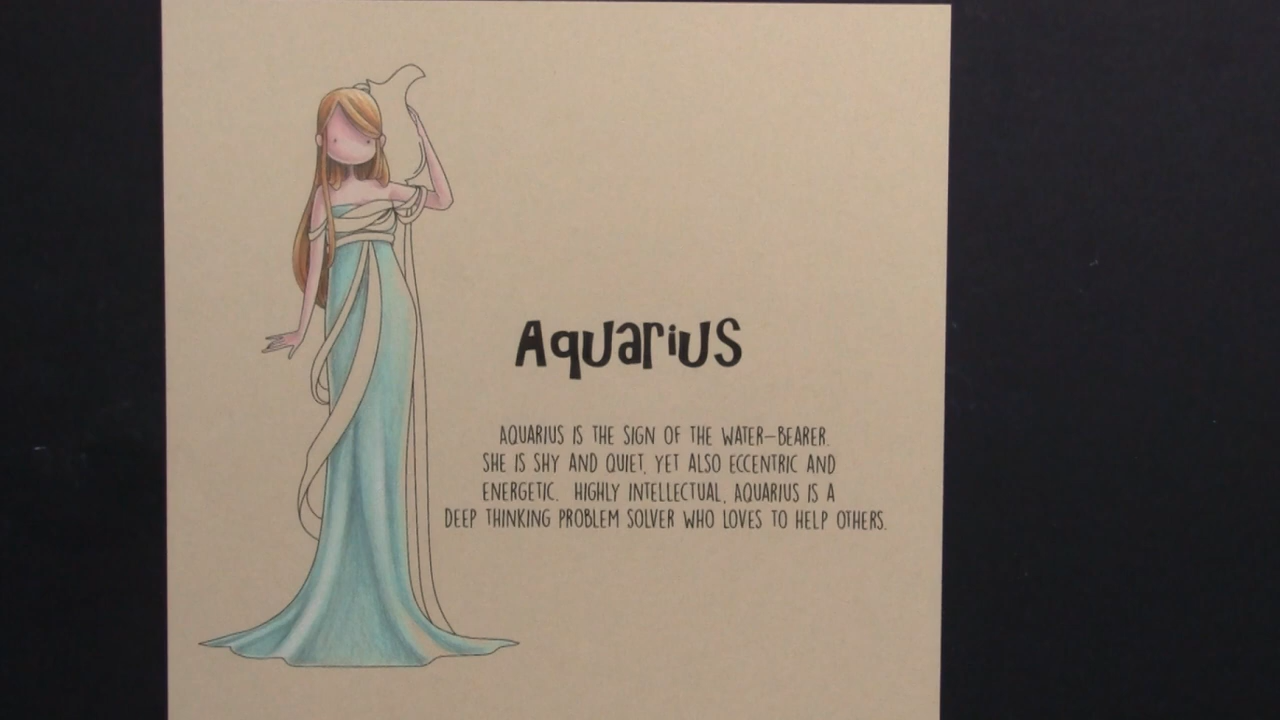 Aquarius
AQUARIUS IS THE SIGN OF THE WATER-BEARER.
SHE IS SHY AND QUIET, YET ALSO ECCENTRIC AND
ENERGETIC. HIGHLY INTELLECTUAL, AQUARIUS IS A
DEEP THINKING PROBLEM SOLVER WHO LOVES TO HELP OTHERS.